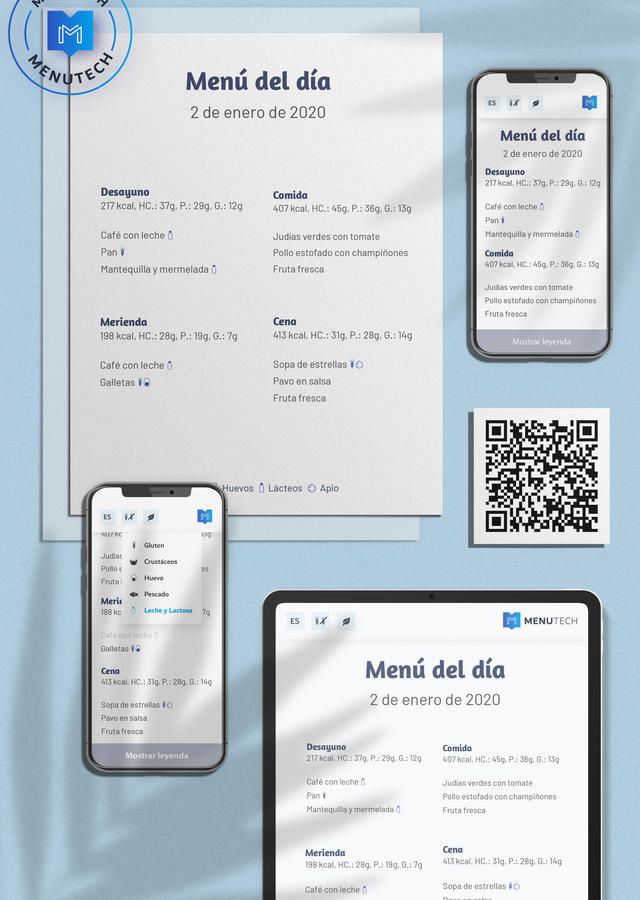 MENUTECH
Menú del día
2 de enero de 2020
Desayuno
217 kcal, HC.: 37g, P.: 29g, G.: 12g
Café con leche
Pan
Mantequilla y mermelada
Comida
407 kcal, HC.: 45g, P.: 36g, G.: 13g
Judías verdes con tomate
Pollo estofado con champiñones
Fruta fresca
Merienda
198 kcal, HC.: 28g, P.: 19g, G.: 7g
Café con leche
Galletas
Cena
413 kcal, HC.: 31g, P.: 28g, G.: 14g
Sopa de estrellas
Pavo en salsa
Fruta fresca
Huevos Lácteos Apio
ES
Menú del día
2 de enero de 2020
Desayuno
217 kcal, HC.: 37g, P.: 29g, G.: 12g
Café con leche
Pan
Mantequilla y mermelada
Comida
407 kcal, HC.: 45g, P.: 36g, G.: 13g
Judías verdes con tomate
Pollo estofado con champiñones
Fruta fresca
Mostrar leyenda
ES
Gluten
Crustáceos
Huevo
Pescado
Leche y Lactosa
7g
Café con leche
Galletas
Cena
413 kcal, HC.: 31g, P.: 28g, G.: 14g
Sopa de estrellas
Pavo en salsa
Fruta fresca
Mostrar leyenda
ES
MENUTECH
Menú del día
2 de enero de 2020
Desayuno
217 kcal, HC.: 37g, P.: 29g, G.: 12g
Café con leche
Pan
Mantequilla y mermelada
Comida
407 kcal, HC.: 45g, P.: 36g, G.: 13g
Judías verdes con tomate
Pollo estofado con champiñones
Fruta fresca
Merienda
198 kcal, HC.: 28g, P.: 19g, G.: 7g
Café con leche
Cena
413 kcal, HC.: 31g, P.: 28g, G.: 14g
Sopa de estrellas